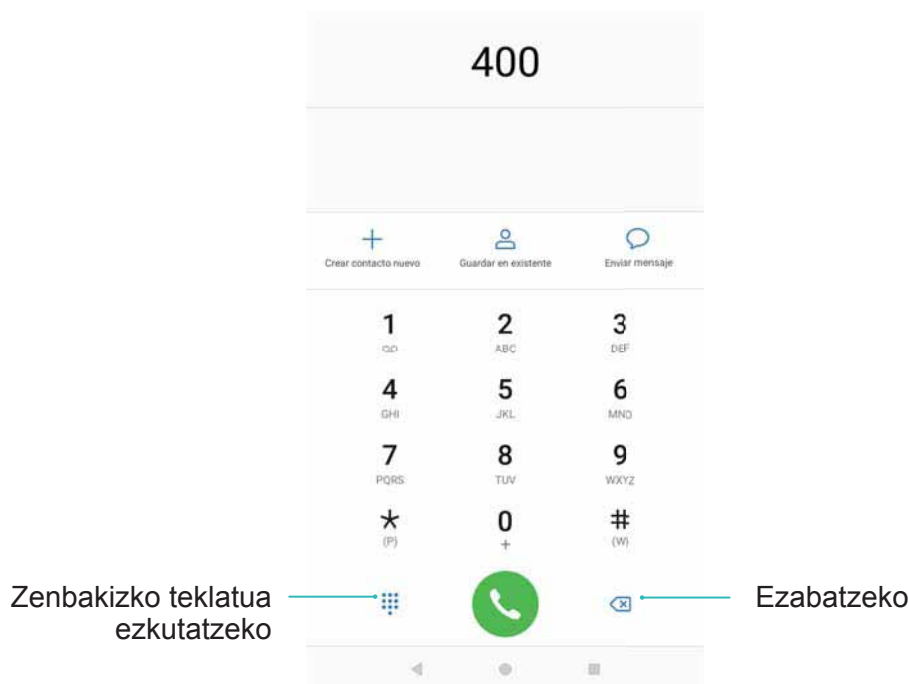 400
Crear contacto nuevo Guardar en existente Enviar mensaje
1 2 3
ABC DEF
4 5 6
GHI JKL MNO
7 8 9
PQRS TUV WXYZ
* 0 #
(P) + (W)
Zenbakizko teklatua Ezabatzeko
ezkutatzeko